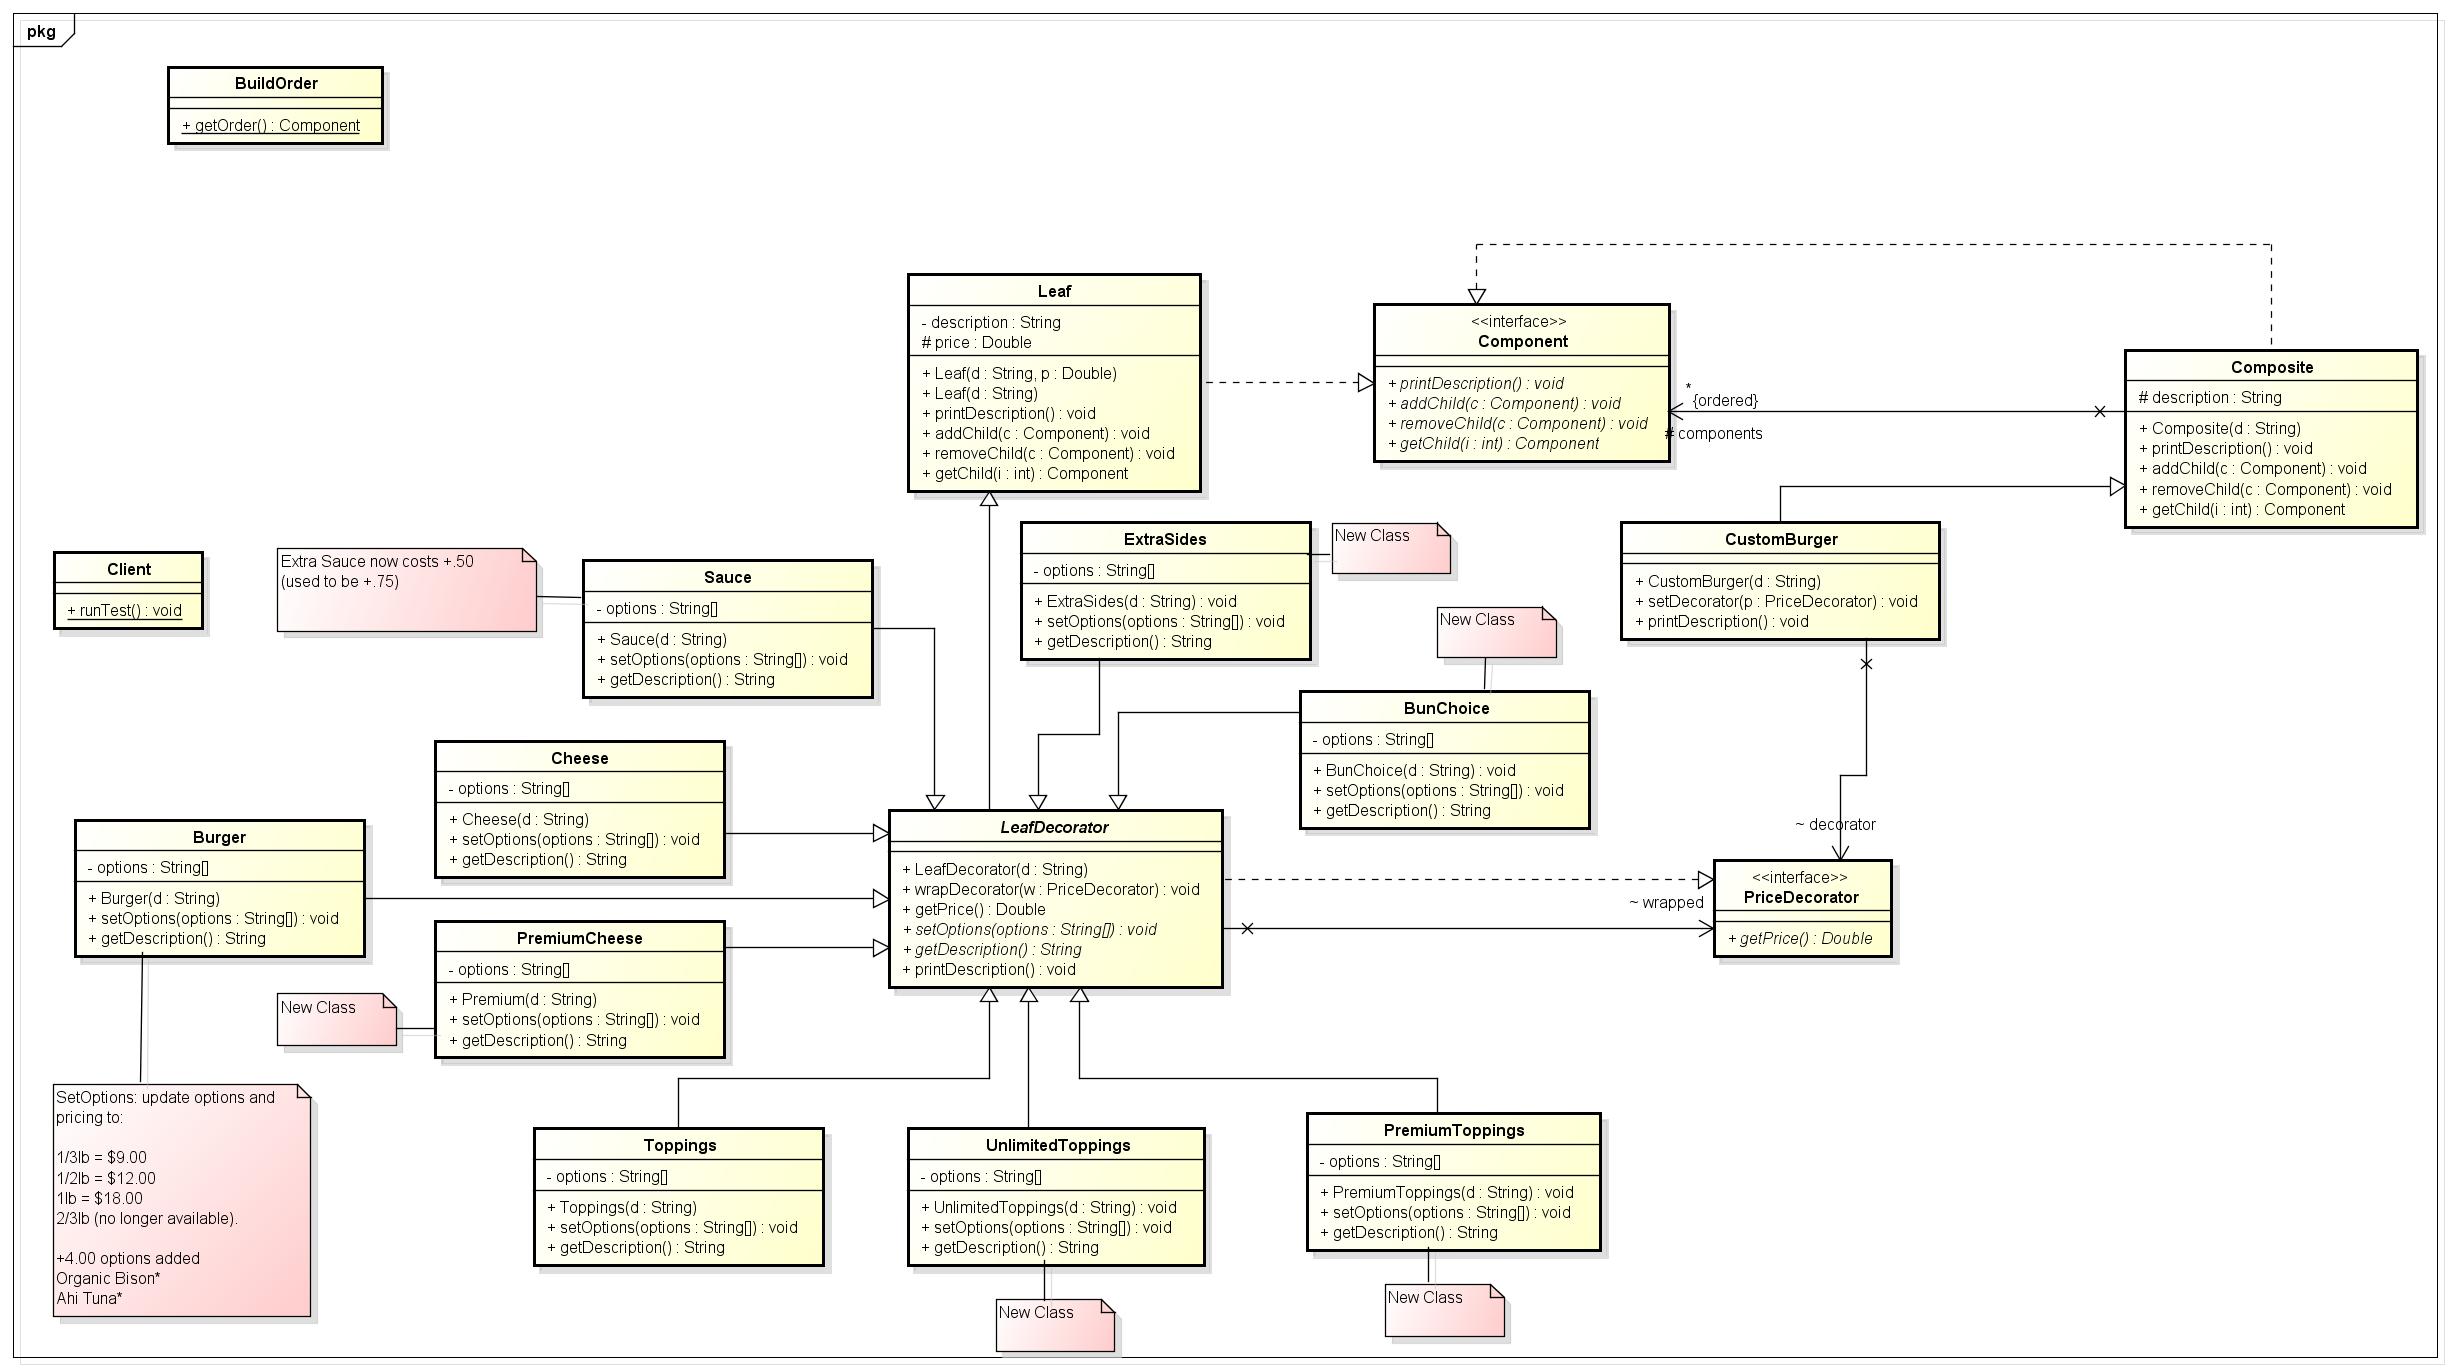 pkg
BuildOrder
+ getOrder() : Component
Leaf
- description : String
# price : Double
+ Leaf(d : String, p : Double)
+ Leaf(d : String)
+ printDescription() : void
+ addChild(c : Component) : void
+ removeChild(c : Component) : void
+ getChild(i : int) : Component
<<interface>>
Component
+ printDescription() : void
+ addChild(c : Component) : void
+ removeChild(c : Component) : void
+ getChild(i : int) : Component
*
{ordered}
# components
Composite
# description : String
+ Composite(d : String)
+ printDescription() : void
+ addChild(c : Component) : void
+ removeChild(c : Component) : void
+ getChild(i : int) : Component
Client
+ runTest() : void
Extra Sauce now costs +.50
(used to be +.75)
Sauce
- options : String[]
+ Sauce(d : String)
+ setOptions(options : String[]) : void
+ getDescription() : String
ExtraSides
- options : String[]
+ ExtraSides(d : String) : void
+ setOptions(options : String[]) : void
+ getDescription() : String
New Class
New Class
CustomBurger
+ CustomBurger(d : String)
+ setDecorator(p : PriceDecorator) : void
+ printDescription() : void
BunChoice
- options : String[]
+ BunChoice(d : String) : void
+ setOptions(options : String[]) : void
+ getDescription() : String
Cheese
- options : String[]
+ Cheese(d : String)
+ setOptions(options : String[]) : void
+ getDescription() : String
Burger
- options : String[]
+ Burger(d : String)
+ setOptions(options : String[]) : void
+ getDescription() : String
LeafDecorator
+ LeafDecorator(d : String)
+ wrapDecorator(w : PriceDecorator) : void
+ getPrice() : Double
+ setOptions(options : String[]) : void
+ getDescription() : String
+ printDescription() : void
~ decorator
~ wrapped
<<interface>>
PriceDecorator
+ getPrice() : Double
PremiumCheese
- options : String[]
+ Premium(d : String)
+ setOptions(options : String[]) : void
+ getDescription() : String
New Class
SetOptions: update options and
pricing to:
1/3lb = $9.00
1/2lb = $12.00
1lb = $18.00
2/3lb (no longer available).
+4.00 options added
Organic Bison*
Ahi Tuna*
Toppings
- options : String[]
+ Toppings(d : String)
+ setOptions(options : String[]) : void
+ getDescription() : String
UnlimitedToppings
- options : String[]
+ UnlimitedToppings(d : String) : void
+ setOptions(options : String[]) : void
+ getDescription() : String
New Class
PremiumToppings
- options : String[]
+ PremiumToppings(d : String) : void
+ setOptions(options : String[]) : void
+ getDescription() : String
New Class